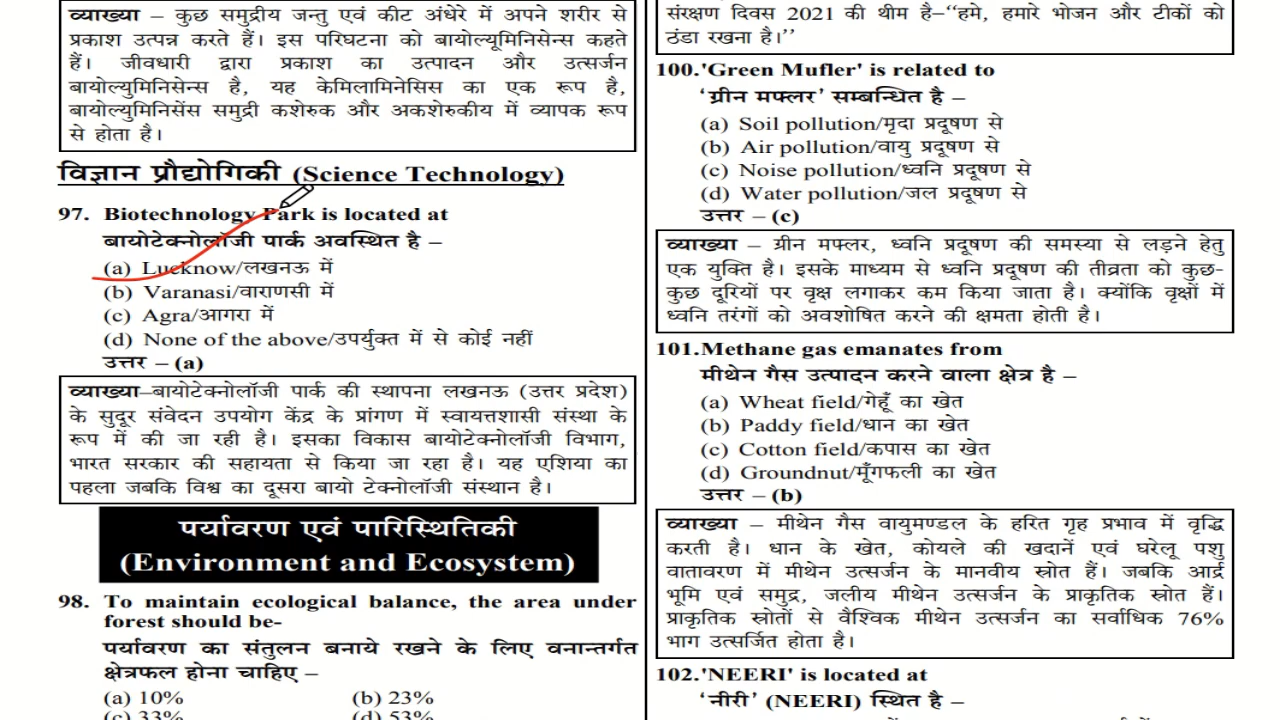 व्याख्या – कुछ समुद्रीय जन्तु एवं कीट अंधेरे में अपने शरीर से
प्रकाश उत्पन्न करते हैं। इस परिघटना को बायोल्यूमिनिसेन्स कहते
हैं। जीवधारी द्वारा प्रकाश का उत्पादन और उत्सर्जन
बायोल्युमिनिसेन्स है, यह केमिलामिनेसिस का एक रूप है,
बायोल्युमिनिसेंस समुद्री कशेरुक और अकशेरुकीय में व्यापक रूप
से होता है।
विज्ञान प्रौद्योगिकी (Science Technology)
97. Biotechnology Park is located at
बायोटेक्नोलॉजी पार्क अवस्थित है –
(a) Lucknow/लखनऊ में
(b) Varanasi/वाराणसी में
(c) Agra/आगरा में
(d) None of the above/उपर्युक्त में से कोई नहीं
उत्तर – (a)
व्याख्या–बायोटेक्नोलॉजी पार्क की स्थापना लखनऊ (उत्तर प्रदेश)
के सुदूर संवेदन उपयोग केंद्र के प्रांगण में स्वायत्तशासी संस्था के
रूप में की जा रही है। इसका विकास बायोटेक्नोलॉजी विभाग,
भारत सरकार की सहायता से किया जा रहा है। यह एशिया का
पहला जबकि विश्व का दूसरा बायो टेक्नोलॉजी संस्थान है।
पर्यावरण एवं पारिस्थितिकी
(Environment and Ecosystem)
98. To maintain ecological balance, the area under
forest should be-
पर्यावरण का संतुलन बनाये रखने के लिए वनान्तर्गत
क्षेत्रफल होना चाहिए –
(a) 10% (b) 23%
(c) 33% (d) 53%
संरक्षण दिवस 2021 की थीम है–‘‘हमे, हमारे भोजन और टीकों को
ठंडा रखना है।’’
100.'Green Mufler' is related to
‘ग्रीन मफ्लर’ सम्बन्धित है –
(a) Soil pollution/मृदा प्रदूषण से
(b) Air pollution/वायु प्रदूषण से
(c) Noise pollution/ध्वनि प्रदूषण से
(d) Water pollution/जल प्रदूषण से
उत्तर – (c)
व्याख्या – ग्रीन मफ्लर, ध्वनि प्रदूषण की समस्या से लड़ने हेतु
एक युक्ति है। इसके माध्यम से ध्वनि प्रदूषण की तीव्रता को कुछ-
कुछ दूरियों पर वृक्ष लगाकर कम किया जाता है। क्योंकि वृक्षों में
ध्वनि तरंगों को अवशोषित करने की क्षमता होती है।
101.Methane gas emanates from
मीथेन गैस उत्पादन करने वाला क्षेत्र है –
(a) Wheat field/गेहूँ का खेत
(b) Paddy field/धान का खेत
(c) Cotton field/कपास का खेत
(d) Groundnut/मूँगफली का खेत
उत्तर – (b)
व्याख्या – मीथेन गैस वायुमण्डल के हरित गृह प्रभाव में वृद्धि
करती है। धान के खेत, कोयले की खदानें एवं घरेलू पशु
वातावरण में मीथेन उत्सर्जन के मानवीय स्रोत हैं। जबकि आर्द्र
भूमि एवं समुद्र, जलीय मीथेन उत्सर्जन के प्राकृतिक स्रोत हैं।
प्राकृतिक स्रोतों से वैश्विक मीथेन उत्सर्जन का सर्वाधिक 76%
भाग उत्सर्जित होता है।
102.'NEERI' is located at
‘नीरी’ (NEERI) स्थित है –